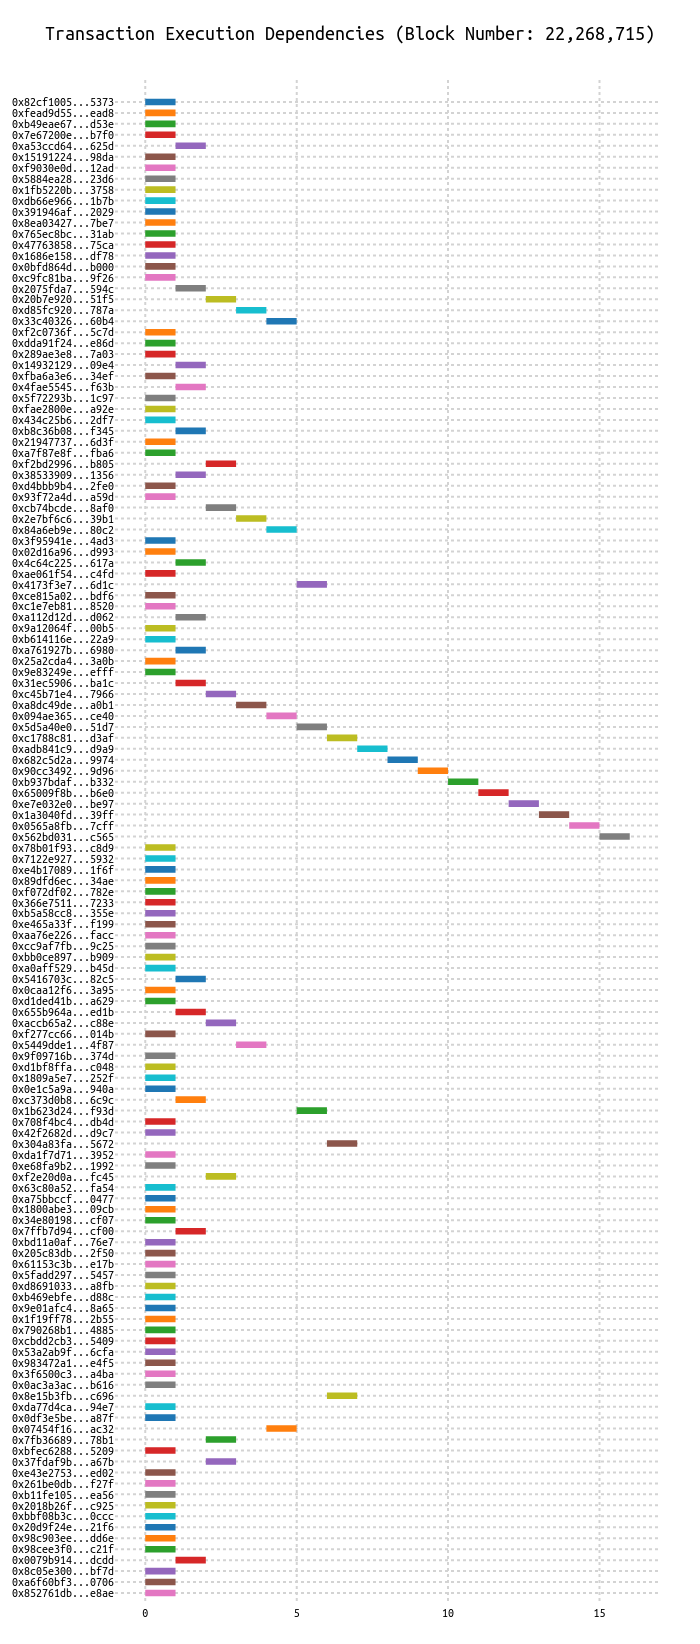 Transaction Execution Dependencies (Block Number: 22,268,715)
0x82cf1005...5373
0xfead9d55...ead8
0xb49eae67...d53e
0x7e67200e...b7f0
0xa53ccd64...625d
0x15191224...98da
0xf9030e0d...12ad
0x5884ea28...23d6
0x1fb5220b...3758
0xdb66e966...1b7b
0x391946af...2029
0x8ea03427...7be7
0x765ec8bc...31ab
0x47763858...75ca
0x1686e158...df78
0x0bfd864d...b000
0xc9fc81ba...9f26
0x2075fda7...594c
0x20b7e920...51f5
0xd85fc920...787a
0x33c40326...60b4
0xf2c0736f...5c7d
0xdda91f24...e86d
0x289ae3e8...7a03
0x14932129...09e4
0xfba6a3e6...34ef
0x4fae5545...f63b
0x5f72293b...1c97
0xfae2800e...a92e
0x434c25b6...2df7
0xb8c36b08...f345
0x21947737...6d3f
0xa7f87e8f...fba6
0xf2bd2996...b805
0x38533909...1356
0xd4bbb9b4...2fe0
0x93f72a4d...a59d
0xcb74bcde...8af0
0x2e7bf6c6...39b1
0x84a6eb9e...80c2
0x3f95941e...4ad3
0x02d16a96...d993
0x4c64c225...617a
0xae061f54...c4fd
0x4173f3e7...6d1c
0xce815a02...bdf6
0xc1e7eb81...8520
0xa112d12d...d062
0x9a12064f...00b5
0xb614116e...22a9
0xa761927b...6980
0x25a2cda4...3a0b
0x9e83249e...efff
0x31ec5906...ba1c
0xc45b71e4...7966
0xa8dc49de...a0b1
0x094ae365...ce40
0x5d5a40e0...51d7
0xc1788c81...d3af
0xadb841c9...d9a9
0x682c5d2a...9974
0x90cc3492...9d96
0xb937bdaf...b332
0x65009f8b...b6e0
0xe7e032e0...be97
0x1a3040fd...39ff
0x0565a8fb...7cff
0x562bd031...c565
0x78b01f93...c8d9
0x7122e927...5932
0xe4b17089...1f6f
0x89dfd6ec...34ae
0xf072df02...782e
0x366e7511...7233
0xb5a58cc8...355e
0xe465a33f...f199
0xaa76e226...facc
0xcc9af7fb...9c25
0xbb0ce897...b909
0xa0aff529...b45d
0x5416703c...82c5
0x0caa12f6...3a95
0xd1ded41b...a629
0x655b964a...ed1b
0xaccb65a2...c88e
0xf277cc66...014b
0x5449dde1...4f87
0x9f09716b...374d
0xd1bf8ffa...c048
0x1809a5e7...252f
0x0e1c5a9a...940a
0xc373d0b8...6c9c
0x1b623d24...f93d
0x708f4bc4...db4d
0x42f2682d...d9c7
0x304a83fa...5672
0xda1f7d71...3952
0xe68fa9b2...1992
0xf2e20d0a...fc45
0x63c80a52...fa54
0xa75bbccf...0477
0x1800abe3...09cb
0x34e80198...cf07
0x7ffb7d94...cf00
0xbd11a0af...76e7
0x205c83db...2f50
0x61153c3b...e17b
0x5fadd297...5457
0xd8691033...a8fb
0xb469ebfe...d88c
0x9e01afc4...8a65
0x1f19ff78...2b55
0x790268b1...4885
0xcbdd2cb3...5409
0x53a2ab9f...6cfa
0x983472a1...e4f5
0x3f6500c3...a4ba
0x0ac3a3ac...b616
0x8e15b3fb...c696
0xda77d4ca...94e7
0x0df3e5be...a87f
0x07454f16...ac32
0x7fb36689...78b1
0xbfec6288...5209
0x37fdaf9b...a67b
0xe43e2753...ed02
0x261be0db...f27f
0xb11fe105...ea56
0x2018b26f...c925
0xbbf08b3c...0ccc
0x20d9f24e...21f6
0x98c903ee...dd6e
0x98cee3f0...c21f
0x0079b914...dcdd
0x8c05e300...bf7d
0xa6f60bf3...0706
0x852761db...e8ae
0 5 10 15